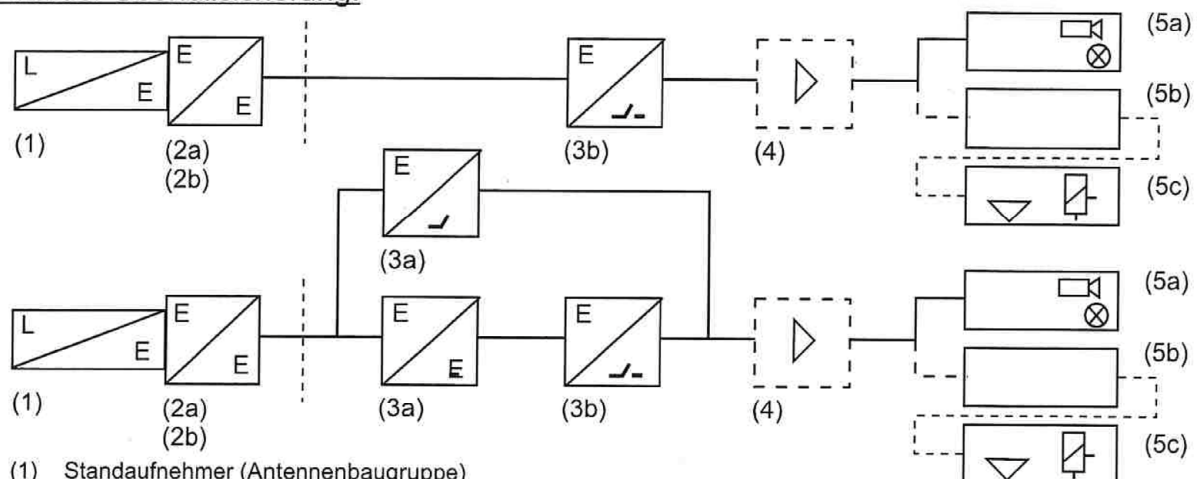 L
E
E
E
E
(5a)
(5b)
(1)
(2a)
(2b)
(3b)
(4)
(5c)
E
(3a)
L
E
E
E
E
E
E
(5a)
(5b)
(1)
(2a)
(2b)
(3a)
(3b)
(4)
(5c)
(1) Standaufnehmer (Antennenbaugruppe)